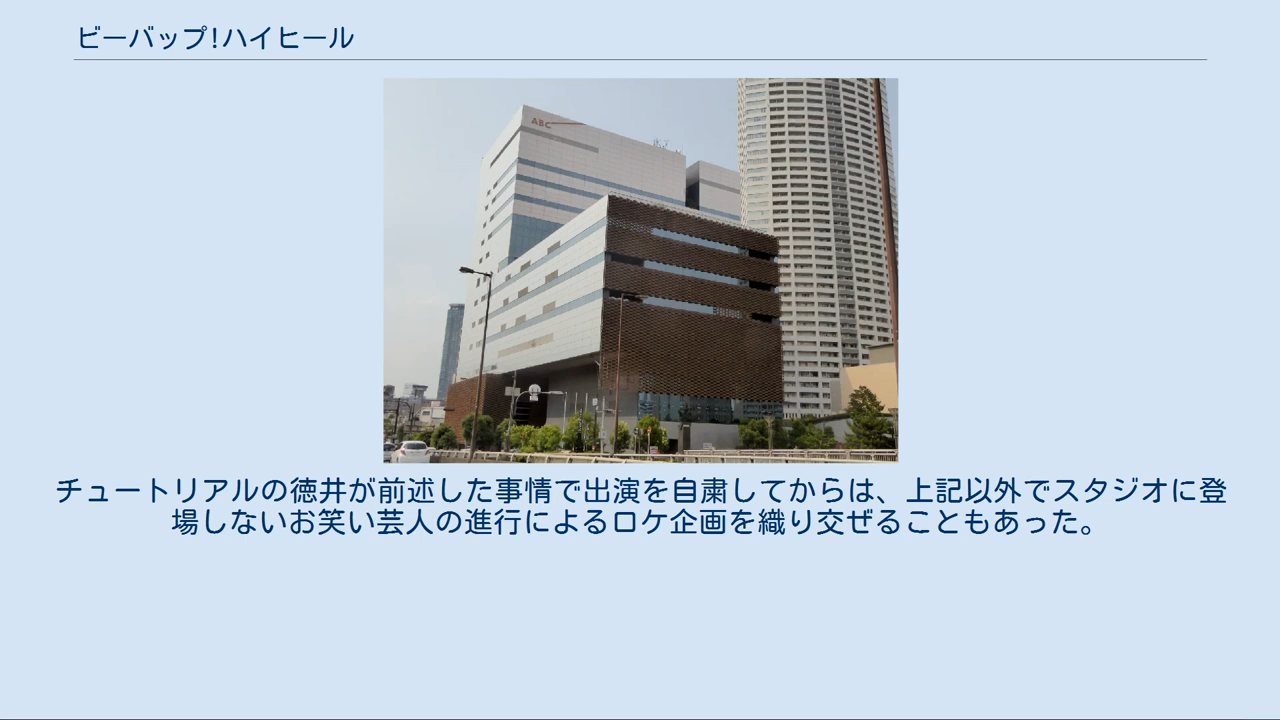 ビーバップ!ハイヒール
ABC
チュートリアルの徳井が前述した事情で出演を自粛してからは、上記以外でスタジオに登
場しないお笑い芸人の進行によるロケ企画を織り交ぜることもあった。